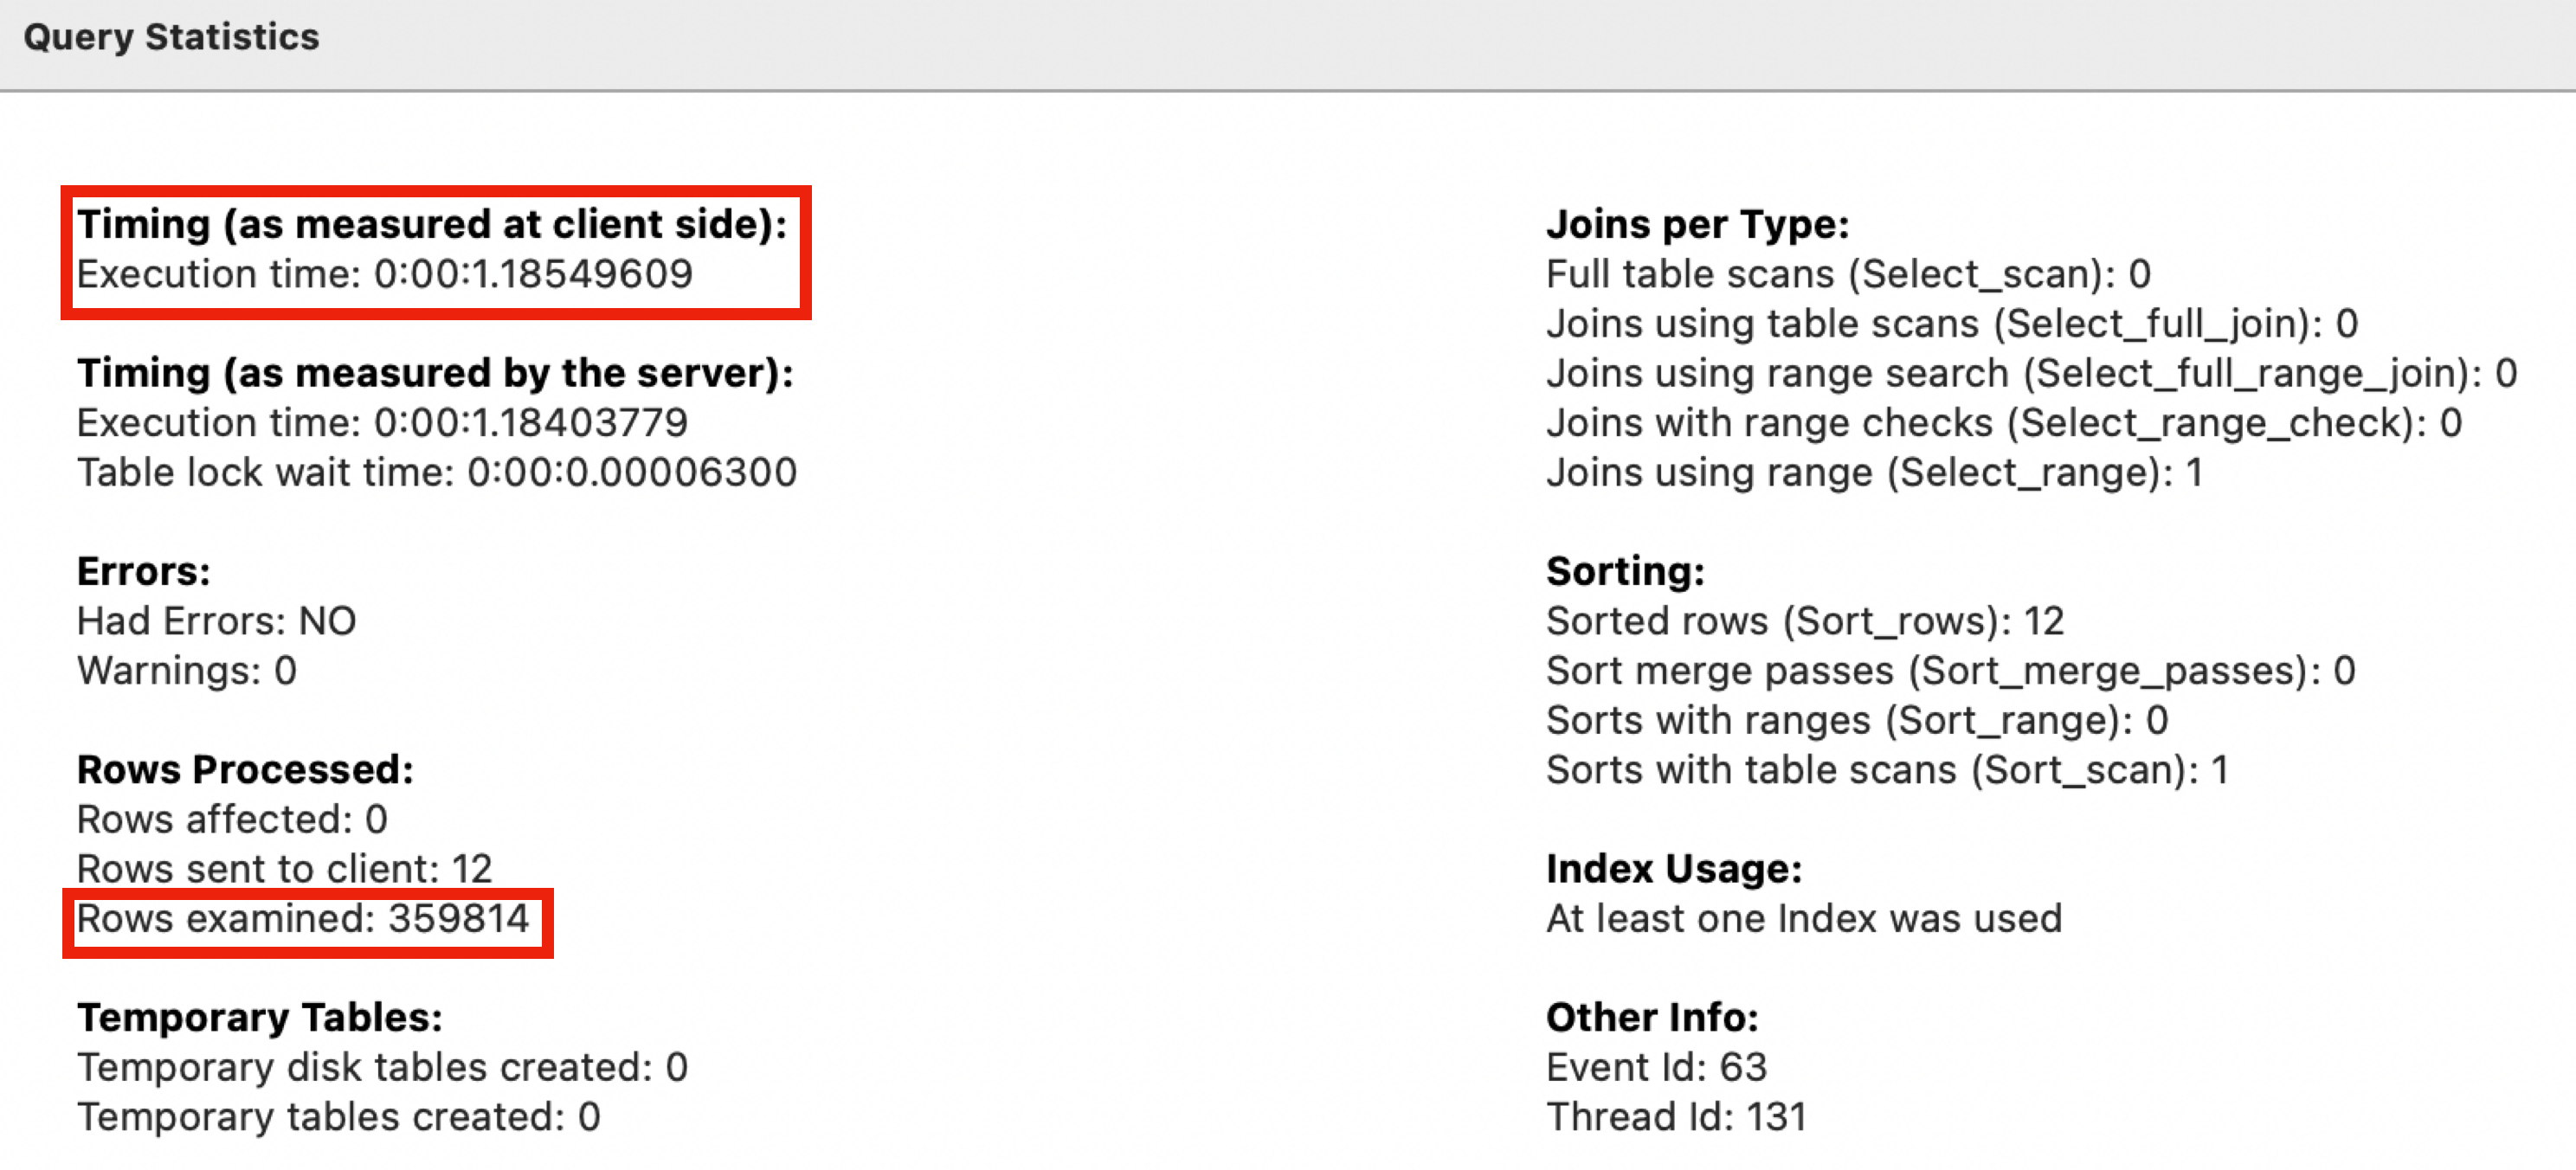 Query Statistics
Timing (as measured at client side):
Execution time: 0:00:1.18549609
Timing (as measured by the server):
Execution time: 0:00:1.18403779
Table lock wait time: 0:00:0.00006300
Errors:
Had Errors: NO
Warnings: 0
Rows Processed:
Rows affected: 0
Rows sent to client: 12
Rows examined: 359814
Temporary Tables:
Temporary disk tables created: 0
Temporary tables created: 0
Joins per Type:
Full table scans (Select_scan): 0
Joins using table scans (Select_full_join): 0
Joins using range search (Select_full_range_join): 0
Joins with range checks (Select_range_check): 0
Joins using range (Select_range): 1
Sorting:
Sorted rows (Sort_rows): 12
Sort merge passes (Sort_merge_passes): 0
Sorts with ranges (Sort_range): 0
Sorts with table scans (Sort_scan): 1
Index Usage:
At least one Index was used
Other Info:
Event Id: 63
Thread Id: 131